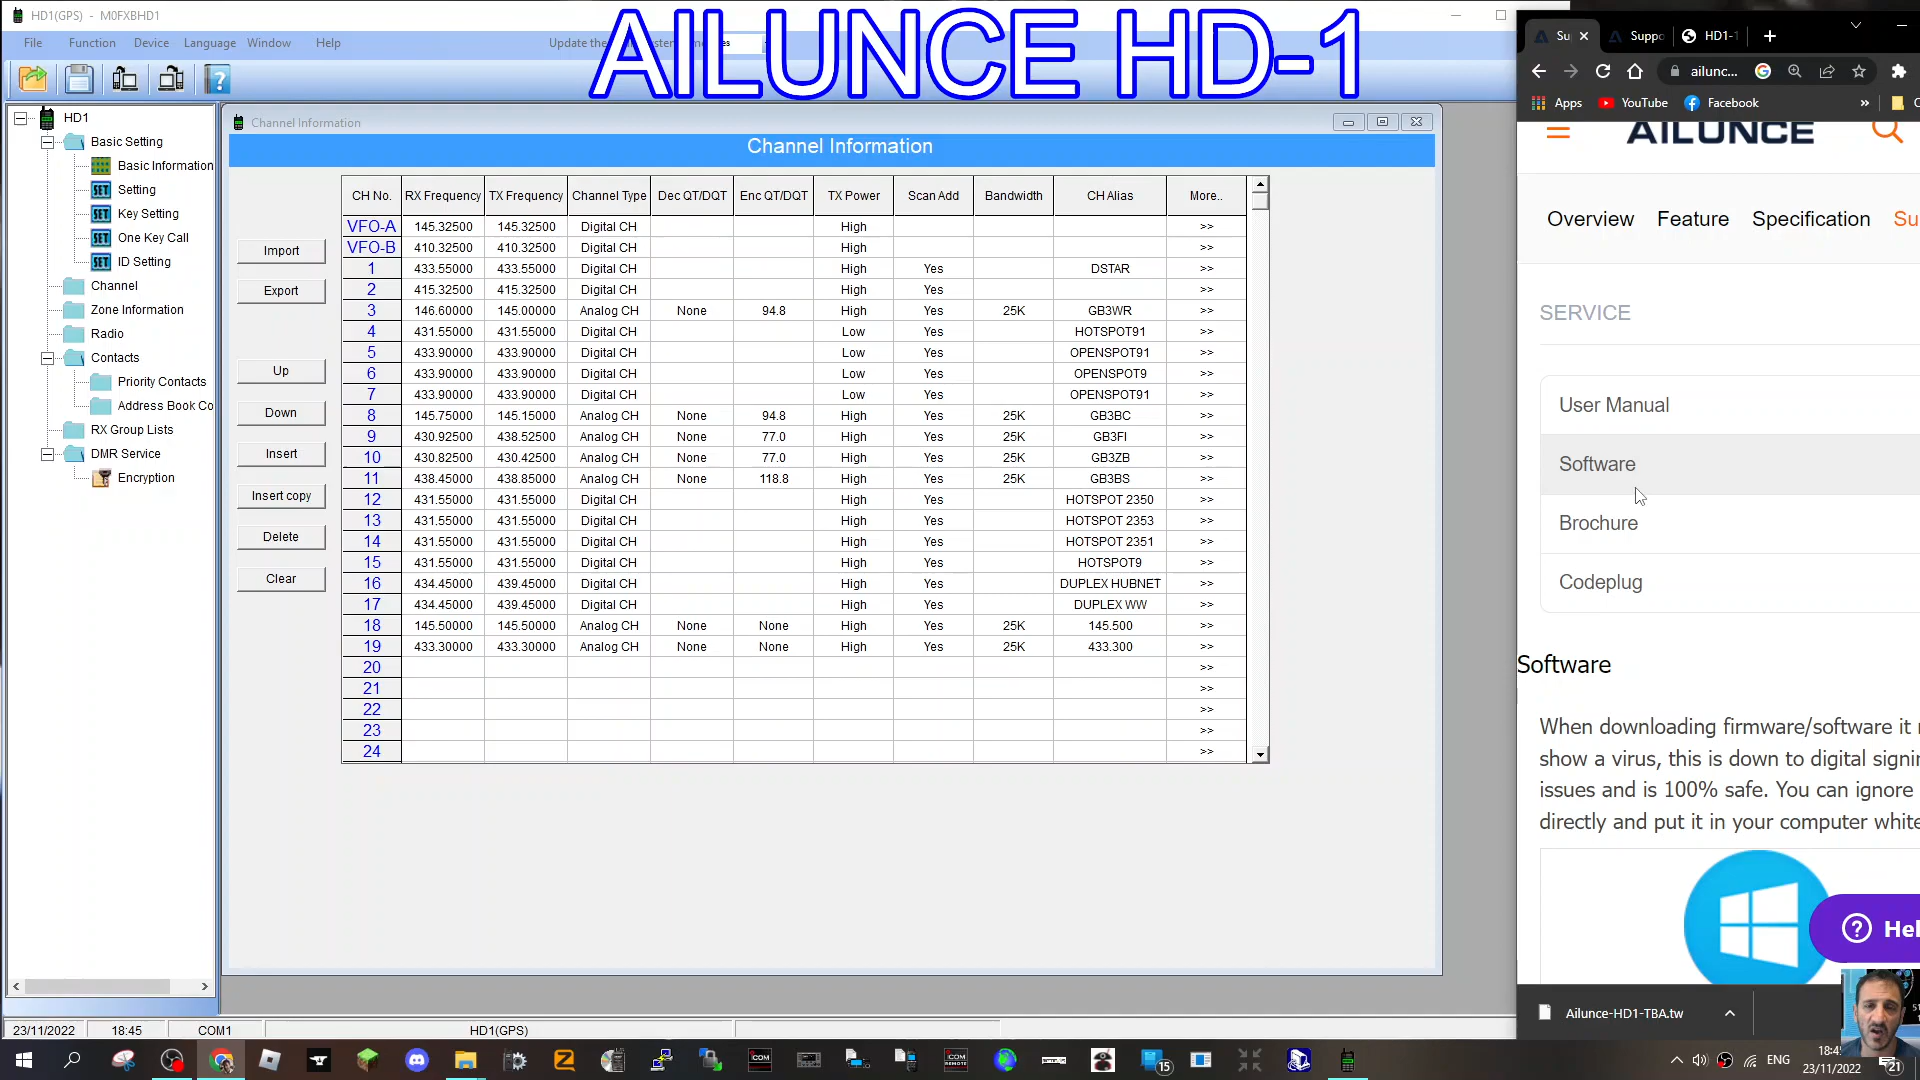 HD1(GPS) - M0FXBHD1
AILUNCE HD-1
File Function Device Language Window Help
Update the
HD1
Basic Setting
Basic Information
Setting
Key Setting
One Key Call
ID Setting
Channel
Zone Information
Radio
Contacts
Priority Contacts
Address Book Co
RX Group Lists
DMR Service
Encryption
Channel Information
Channel Information
Import
Export
Up
Down
Insert
Insert copy
Delete
Clear
CH No. RX Frequency TX Frequency Channel Type Dec QT/DQT Enc QT/DQT TX Power Scan Add Bandwidth CH Alias More..
VFO-A 145.32500 145.32500 Digital CH High >>
VFO-B 410.32500 410.32500 Digital CH High >>
1 433.55000 433.55000 Digital CH High Yes DSTAR >>
2 415.32500 415.32500 Digital CH High Yes >>
3 146.60000 145.00000 Analog CH None 94.8 High Yes 25K GB3WR >>
4 431.55000 431.55000 Digital CH Low Yes HOTSPOT91 >>
5 433.90000 433.90000 Digital CH Low Yes OPENSPOT91 >>
6 433.90000 433.90000 Digital CH Low Yes OPENSPOT9 >>
7 433.90000 433.90000 Digital CH Low Yes OPENSPOT91 >>
8 145.75000 145.15000 Analog CH None 94.8 High Yes 25K GB3BC >>
9 430.92500 438.52500 Analog CH None 77.0 High Yes 25K GB3FI >>
10 430.82500 430.42500 Analog CH None 77.0 High Yes 25K GB3ZB >>
11 438.45000 438.85000 Analog CH None 118.8 High Yes 25K GB3BS >>
12 431.55000 431.55000 Digital CH High Yes HOTSPOT 2350 >>
13 431.55000 431.55000 Digital CH High Yes HOTSPOT 2353 >>
14 431.55000 431.55000 Digital CH High Yes HOTSPOT 2351 >>
15 431.55000 431.55000 Digital CH High Yes HOTSPOT9 >>
16 434.45000 439.45000 Digital CH High Yes DUPLEX HUBNET >>
17 434.45000 439.45000 Digital CH High Yes DUPLEX WW >>
18 145.50000 145.50000 Analog CH None None High Yes 25K 145.500 >>
19 433.30000 433.30000 Analog CH None None High Yes 25K 433.300 >>
20 >>
21 >>
22 >>
23 >>
24 >>
23/11/2022 18:45 COM1 HD1(GPS)
Su Suppo HD1-1
ailunc...
Apps YouTube Facebook »
AILUNCE
Overview Feature Specification Su
SERVICE
User Manual
Software
Brochure
Codeplug
Software
When downloading firmware/software it
show a virus, this is down to digital signi
issues and is 100% safe. You can ignore
directly and put it in your computer white
Hel
Ailunce-HD1-TBA.tw
ENG
18:4
23/11/2022
15
21